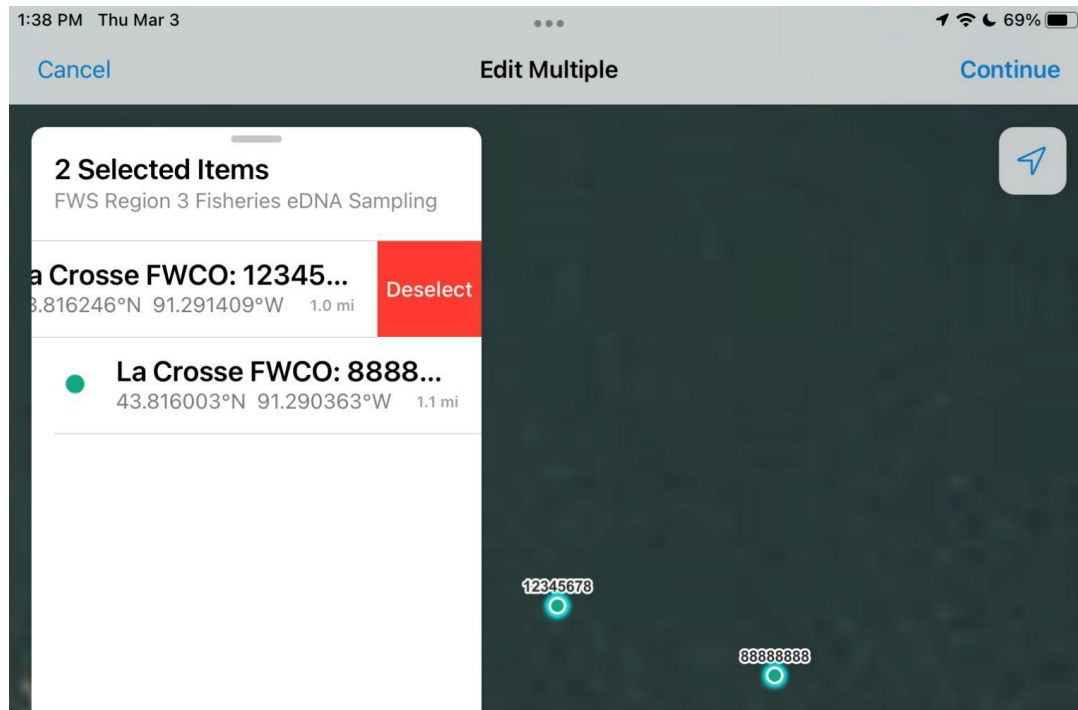 1:38 PM Thu Mar 3
69%
Cancel
Edit Multiple
Continue
2 Selected Items
FWS Region 3 Fisheries eDNA Sampling
a Crosse FWCO: 12345...
3.816246°N 91.291409°W 1.0 mi
Deselect
La Crosse FWCO: 8888...
43.816003°N 91.290363°W 1.1 mi
12345678
88888888